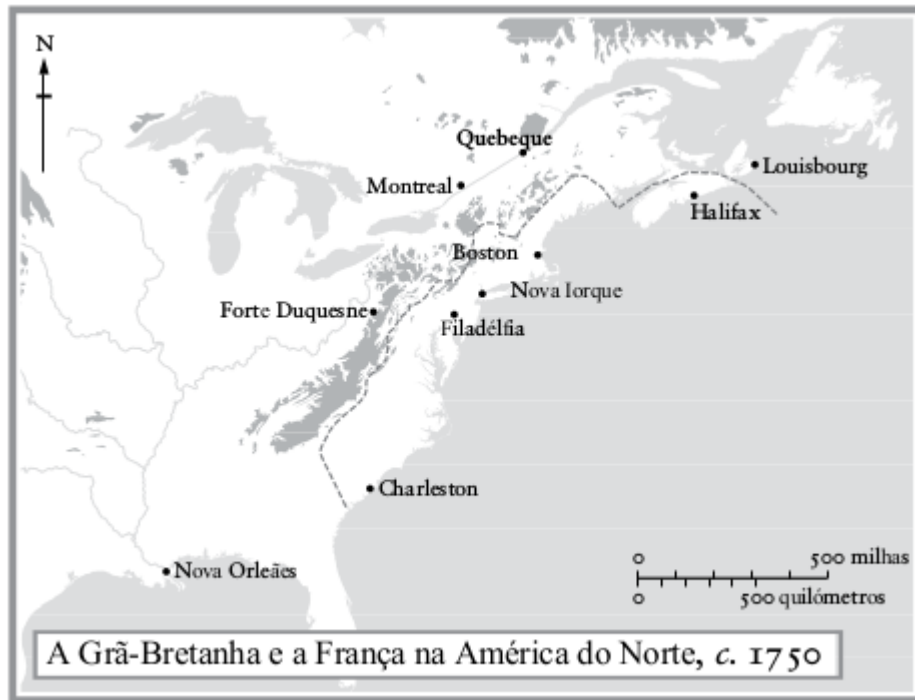 N
Quebeque
Louisbourg
Montreal
Halifax
Boston
Nova Iorque
Forte Duquesne
Filadélfia
Charleston
0 500 milhas
Nova Orleães
0 500 quilómetros
A Grã-Bretanha e a França na América do Norte, c. 1750